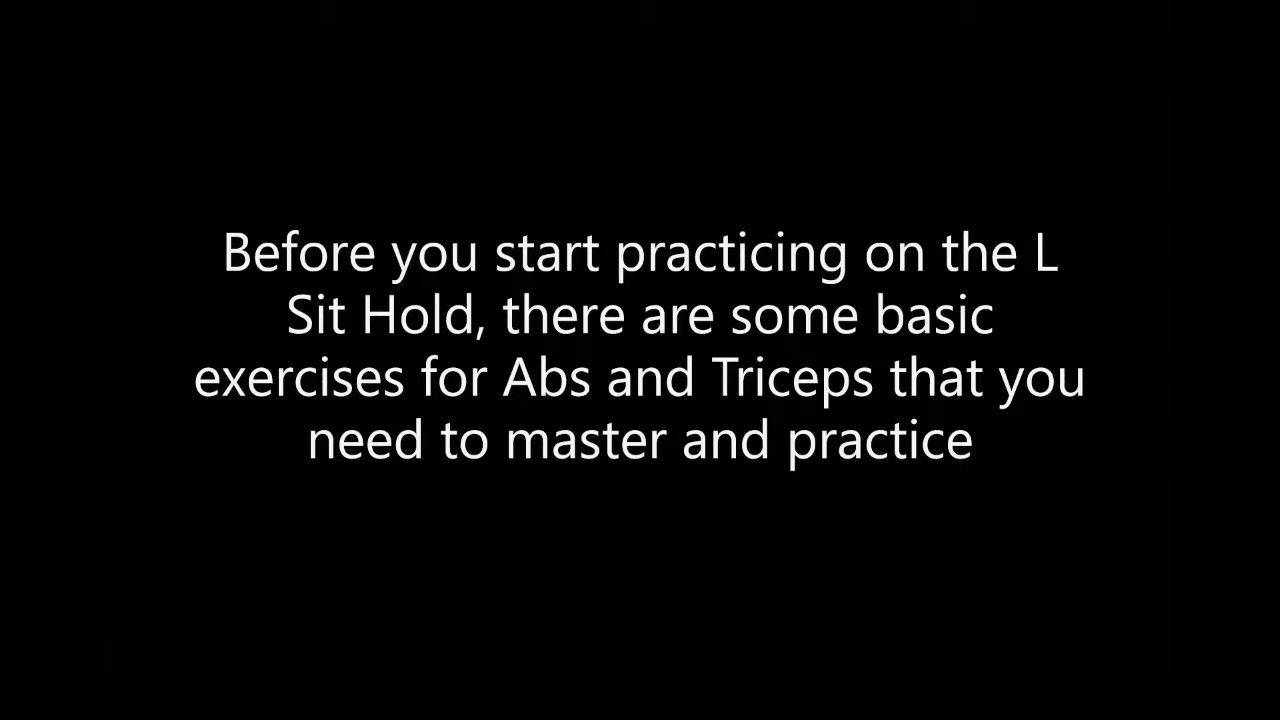 Before you start practicing on the L
Sit Hold, there are some basic
exercises for Abs and Triceps that you
need to master and practice